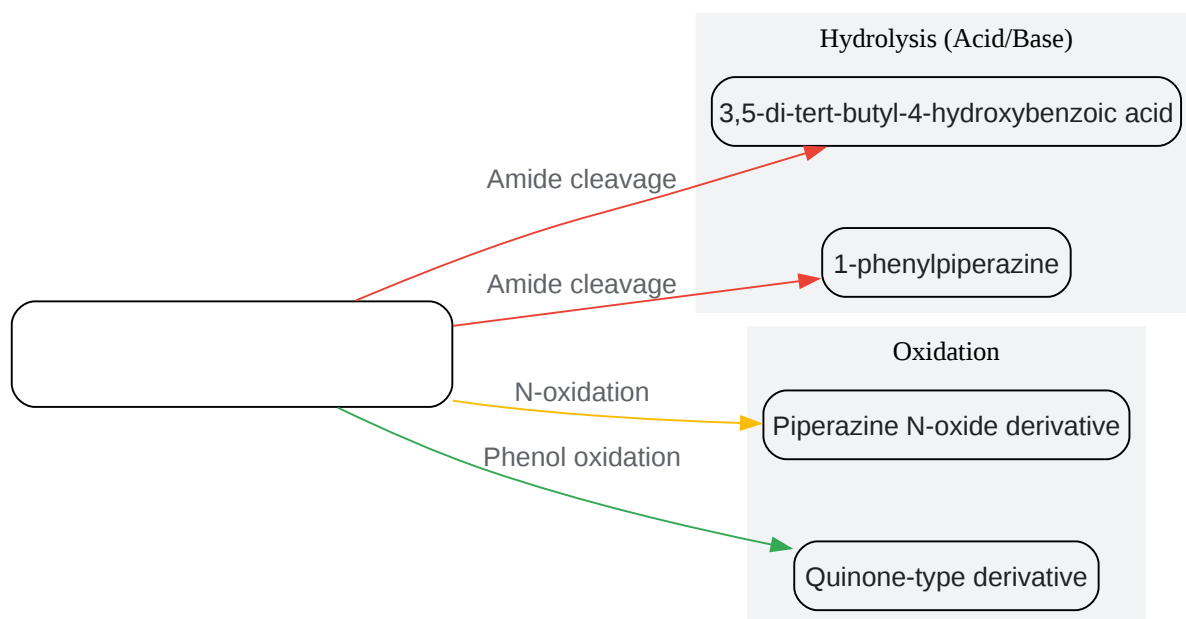 Hydrolysis (Acid/Base)
3,5-di-tert-butyl-4-hydroxybenzoic acid
Amide cleavage
1-phenylpiperazine
Amide cleavage
Oxidation
N-oxidation
Piperazine N-oxide derivative
Phenol oxidation
Quinone-type derivative